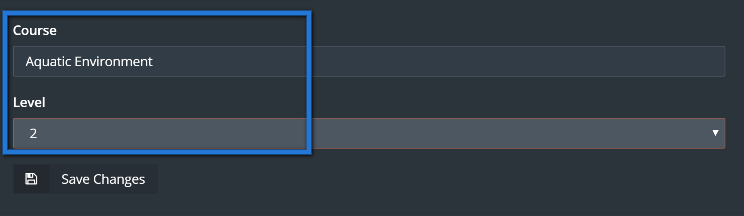 Course
Aquatic Environment
Level
2
Save Changes